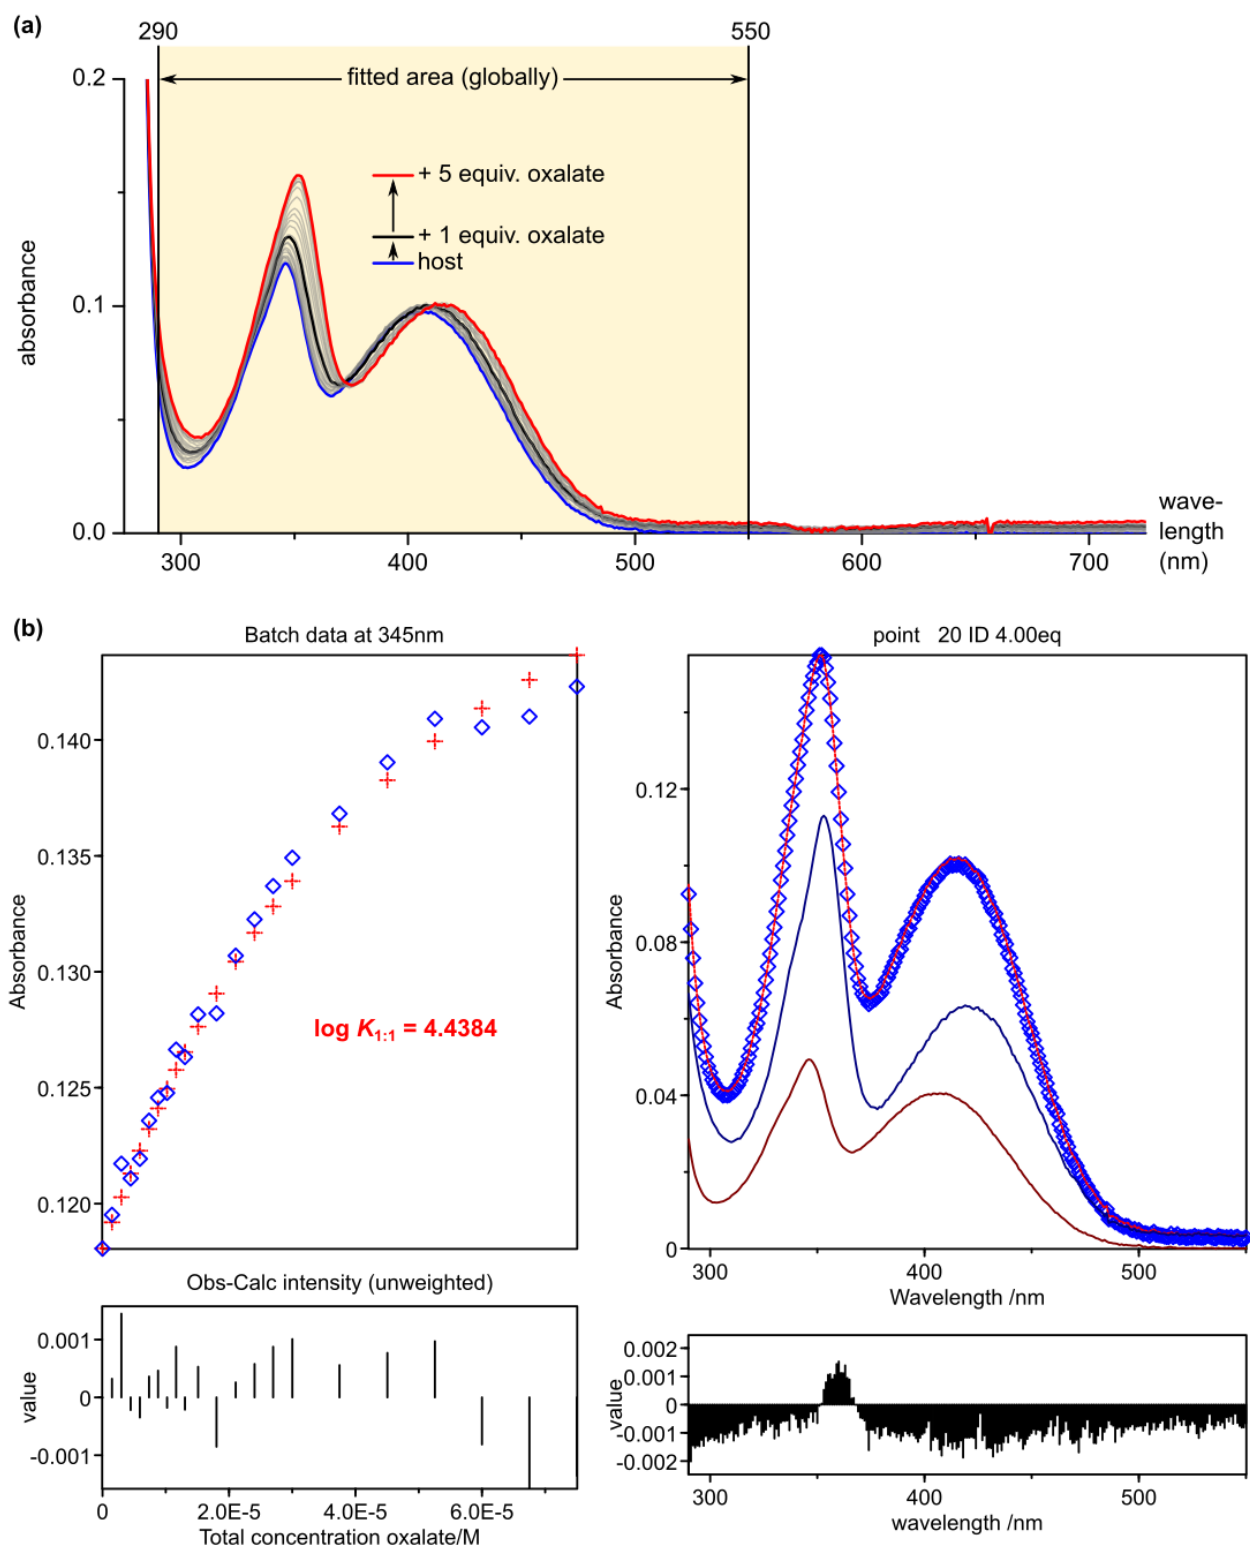 (a)
290
550
fitted area (globally)
0.2
+ 5 equiv. oxalate
+ 1 equiv. oxalate
host
absorbance
0.1
0.0
300
400
500
600
700
wave-
length
(nm)
(b)
Batch data at 345nm
0.140
0.135
0.130
0.125
0.120
Absorbance
log K1:1 = 4.4384
point 20 ID 4.00eq
0.12
0.08
0.04
0
Absorbance
300
400
500
Wavelength /nm
Obs-Calc intensity (unweighted)
0.001
0
-0.001
value
0
2.0E-5
4.0E-5
6.0E-5
Total concentration oxalate/M
0.002
0.001
0
-0.001
-0.002
value
300
400
500
wavelength /nm